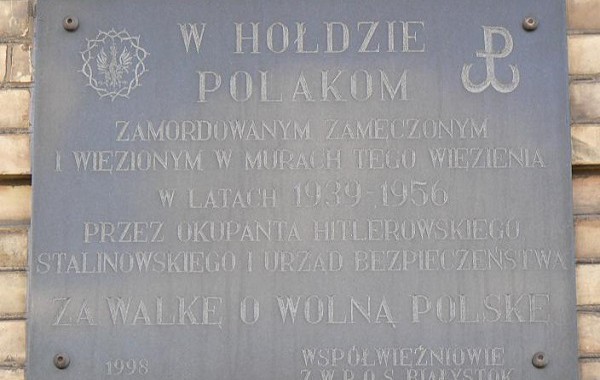 W HOŁDZIE
POLAKOM
ZAMORDOWANYM ZAMĘCZONYM
I WIĘZIONYM W MURACH TEGO WIĘZIENIA
W LATACH 1939-1956
PRZEZ OKUPANTA HITLEROWSKIEGO
STALINOWSKIEGO I URZĄD BEZPIECZEŃSTWA
ZA WALKĘ O WOLNĄ POLSKĘ
1998 WSPÓŁWIĘŹNIOWIE
Z.W.P.O.S. BIAŁYSTOK